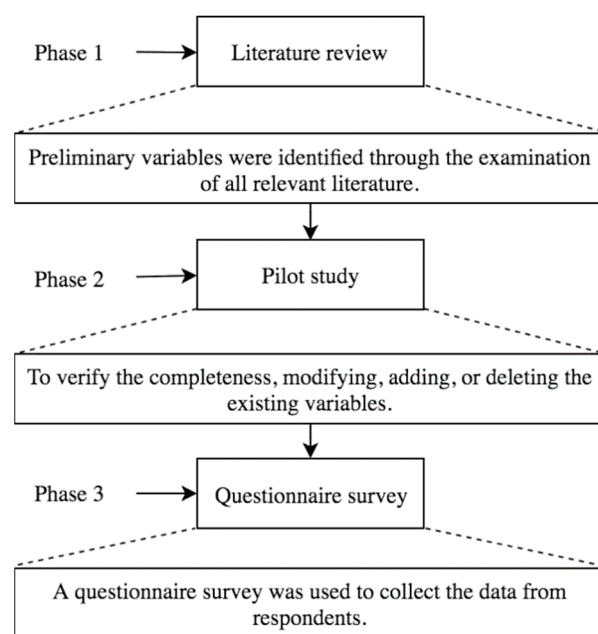 Phase 1
Literature review
Preliminary variables were identified through the examination
of all relevant literature.
Phase 2
Pilot study
To verify the completeness, modifying, adding, or deleting the
existing variables.
Phase 3
Questionnaire survey
A questionnaire survey was used to collect the data from
respondents.